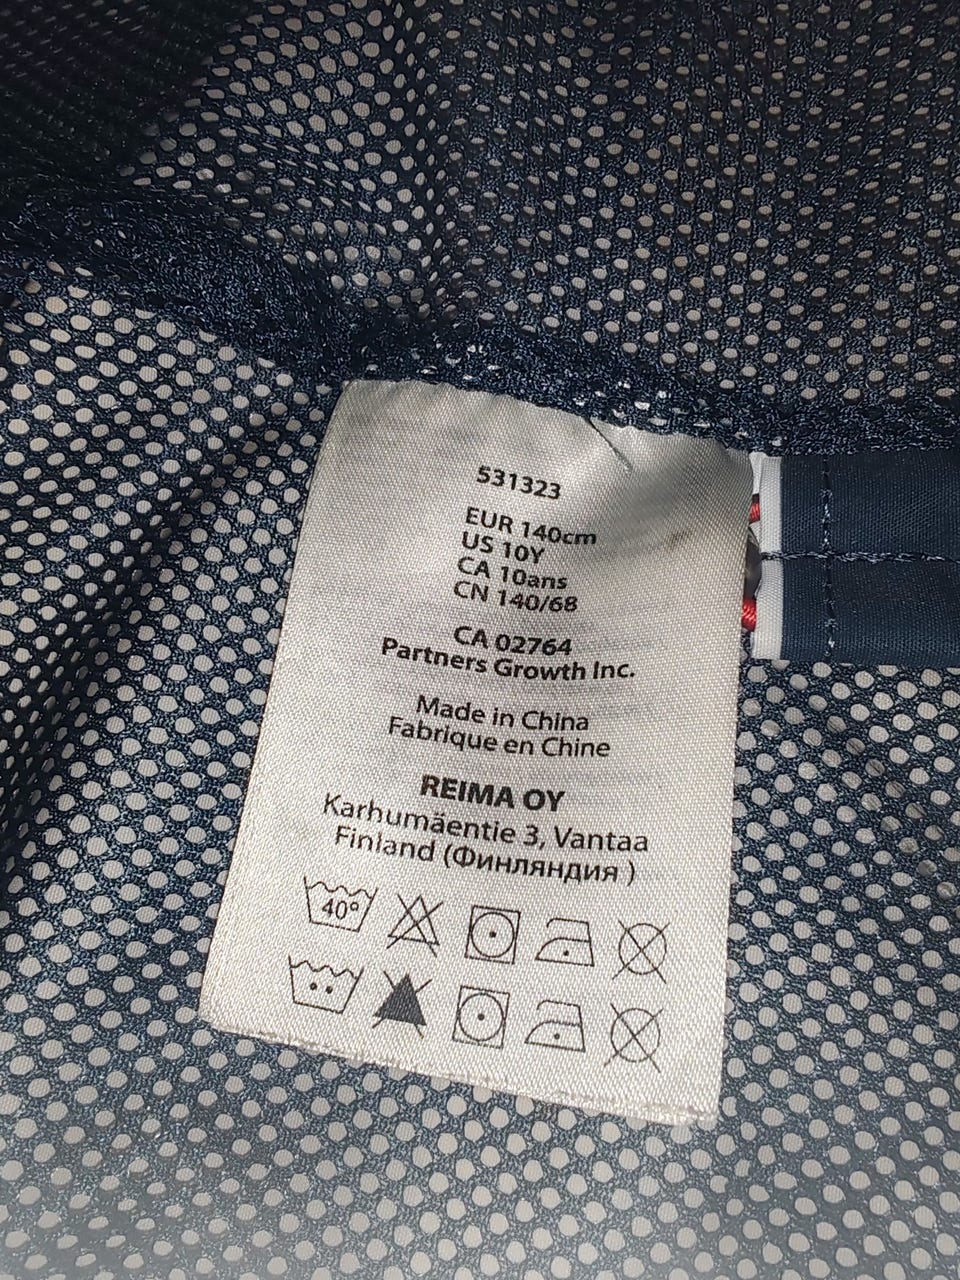 531323
EUR 140cm
US 10Y
CA 10ans
CN 140/68
CA 02764
Partners Growth Inc.
Made in China
Fabrique en Chine
REIMA OY
Karhumäentie 3, Vantaa
Finland (Финляндия )
40°